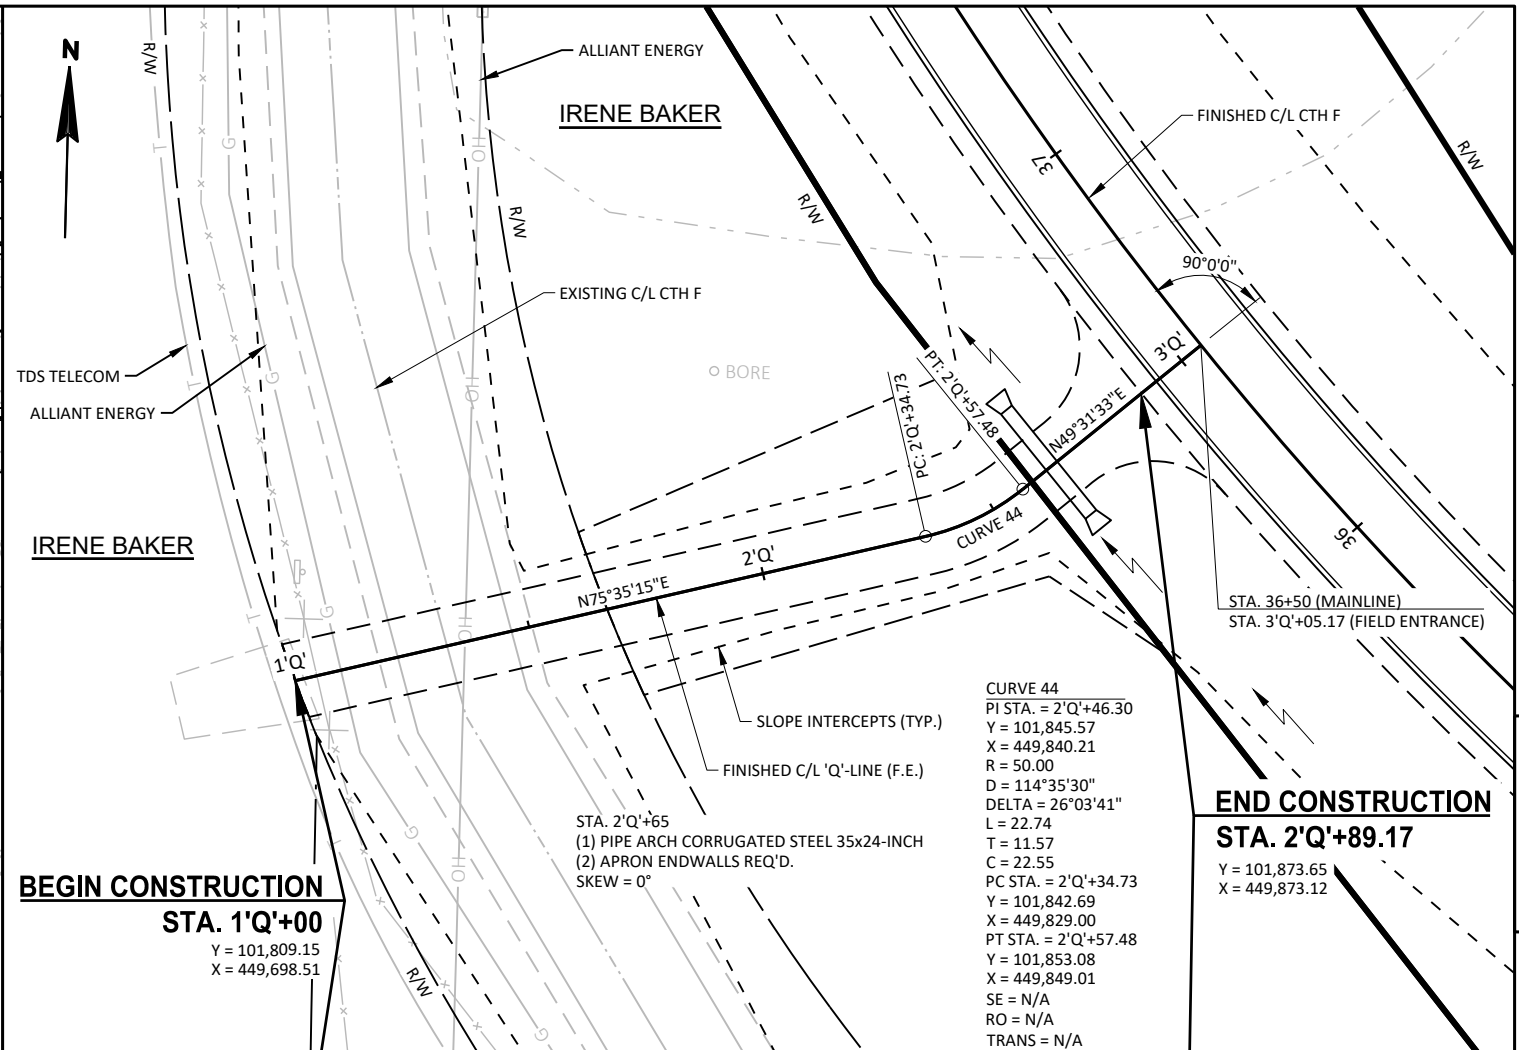 N
R/W
ALLIANT ENERGY
IRENE BAKER
FINISHED C/L CTH F
R/W
37
T
G
OH
R/W
R/W
90°0'0"
EXISTING C/L CTH F
3'Q'
PT: 2'Q'+57.48
PC: 2'Q'+34.73
BORE
TDS TELECOM
ALLIANT ENERGY
T
G
OH
N49°31'33"E
CURVE 44
36
IRENE BAKER
2'Q'
N75°35'15"E
STA. 36+50 (MAINLINE)
STA. 3'Q'+05.17 (FIELD ENTRANCE)
T
G
OH
1'Q'
SLOPE INTERCEPTS (TYP.)
FINISHED C/L 'Q'-LINE (F.E.)
CURVE 44
PI STA. = 2'Q'+46.30
Y = 101,845.57
X = 449,840.21
R = 50.00
D = 114°35'30"
DELTA = 26°03'41"
L = 22.74
T = 11.57
C = 22.55
PC STA. = 2'Q'+34.73
Y = 101,842.69
X = 449,829.00
PT STA. = 2'Q'+57.48
Y = 101,853.08
X = 449,849.01
SE = N/A
RO = N/A
TRANS = N/A
END CONSTRUCTION
STA. 2'Q'+89.17
Y = 101,873.65
X = 449,873.12
STA. 2'Q'+65
(1) PIPE ARCH CORRUGATED STEEL 35x24-INCH
(2) APRON ENDWALLS REQ'D.
SKEW = 0°
G
OH
BEGIN CONSTRUCTION
STA. 1'Q'+00
Y = 101,809.15
X = 449,698.51
R/W
G